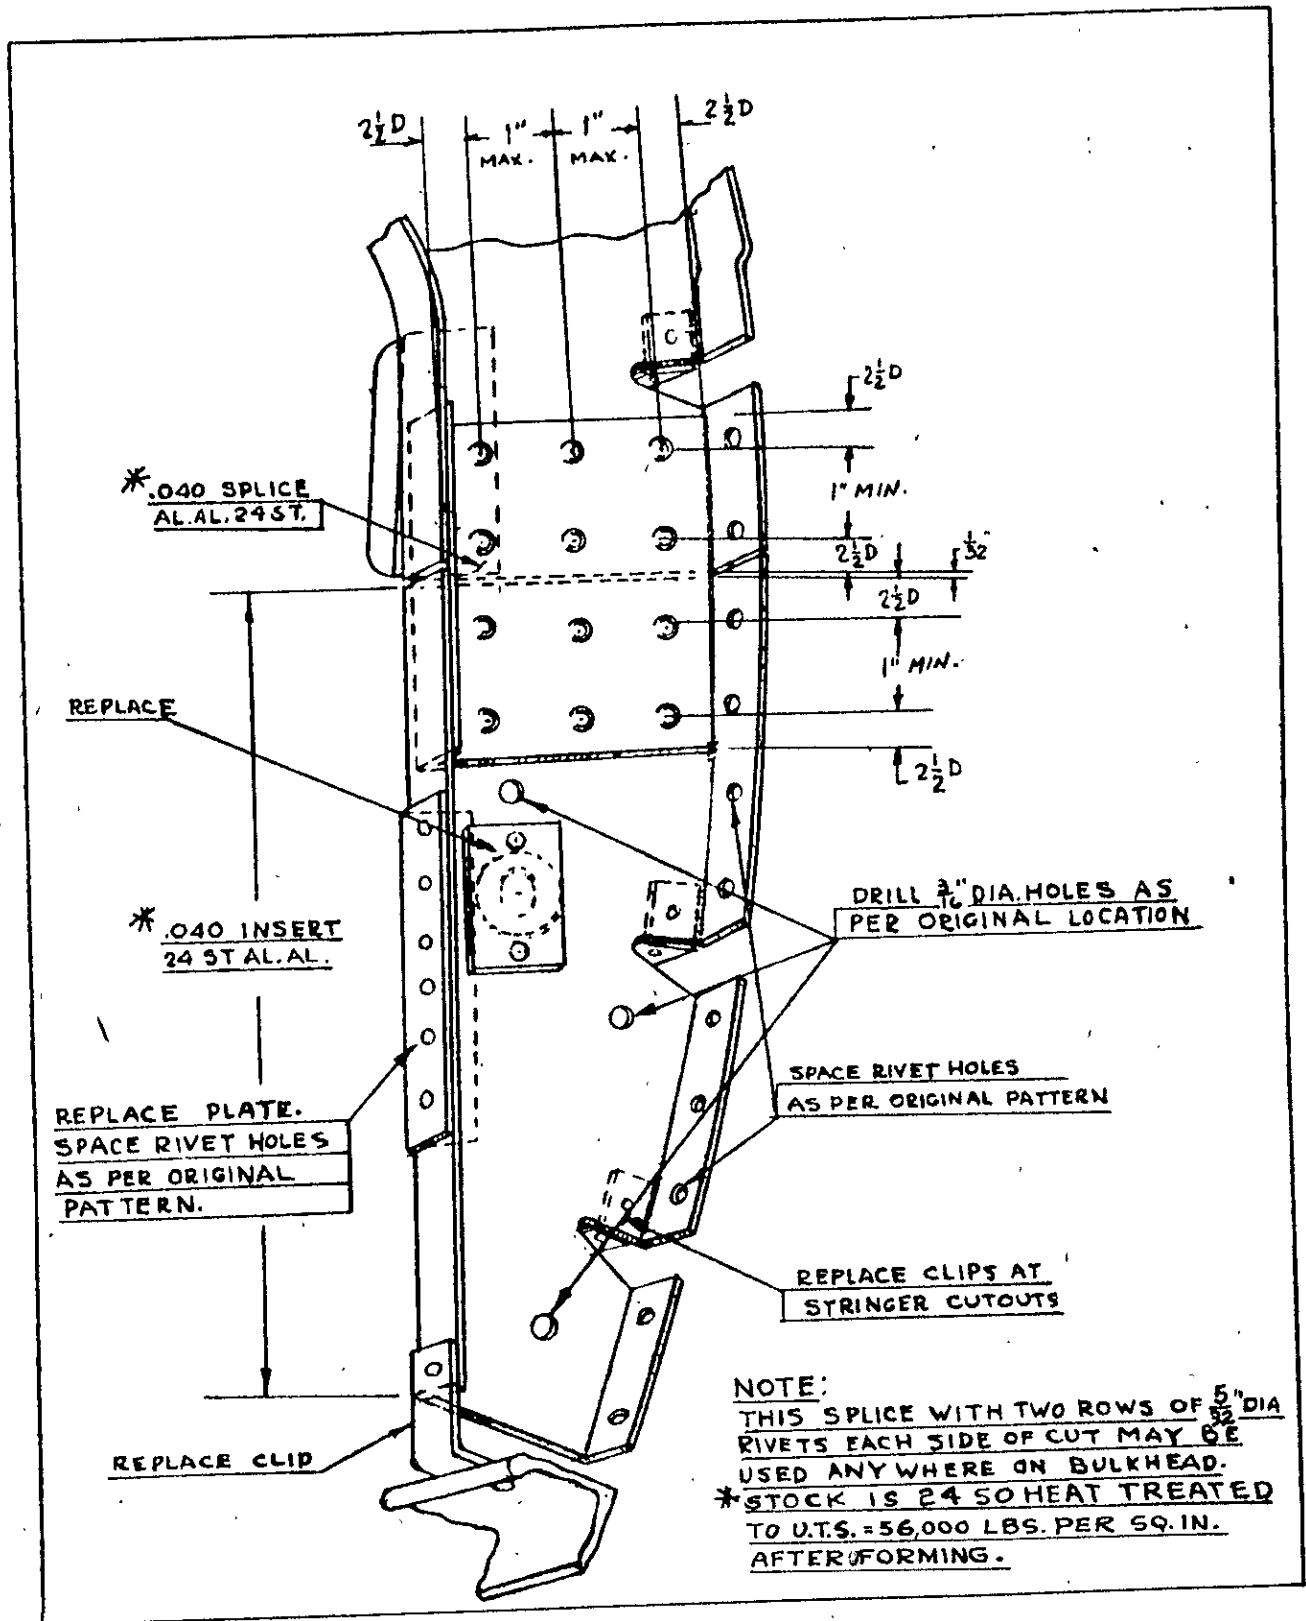 2½D
1"
MAX.
1"
MAX.
2½D
2½D
1" MIN.
2½D
1/32"
2½D
1" MIN.
2½D
* .040 SPLICE
AL.AL. 24 ST.
REPLACE
* .040 INSERT
24 ST AL.AL.
DRILL 3/16" DIA. HOLES AS
PER ORIGINAL LOCATION
SPACE RIVET HOLES
AS PER ORIGINAL PATTERN
REPLACE PLATE.
SPACE RIVET HOLES
AS PER ORIGINAL
PATTERN.
REPLACE CLIPS AT
STRINGER CUTOUTS
REPLACE CLIP
NOTE:
THIS SPLICE WITH TWO ROWS OF 5/32" DIA
RIVETS EACH SIDE OF CUT MAY BE
USED ANYWHERE ON BULKHEAD.
* STOCK IS 24 SO HEAT TREATED
TO U.T.S. = 56,000 LBS. PER SQ. IN.
AFTER FORMING.